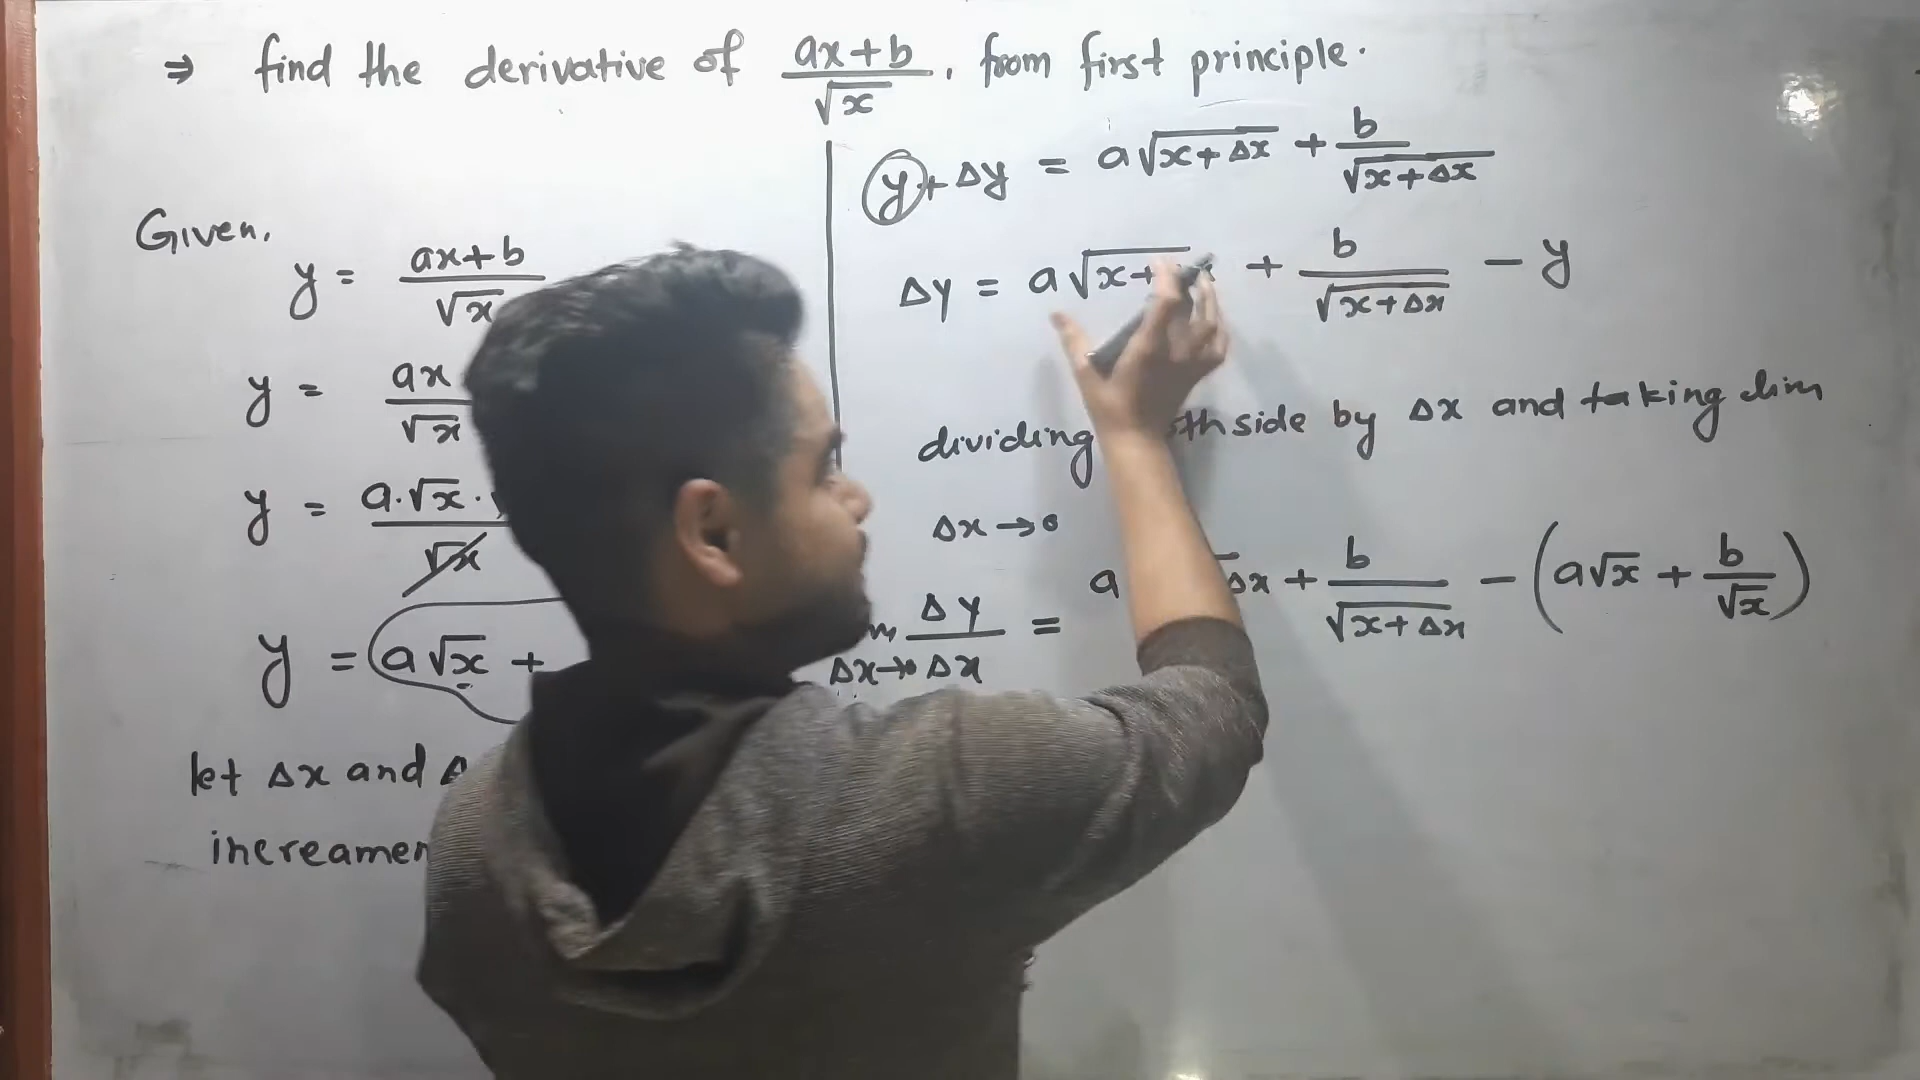 ⇒ find the derivative of (ax+b)/√x, from first principle.
Given,
y = (ax+b)/√x
y = ax/√x
y = a.√x.
√x
y = a√x +
let Δx and Δ
increamen
y + Δy = a√(x+Δx) + b/√(x+Δx)
Δy = a√(x+ + b/√(x+Δx) - y
dividing side by Δx and taking lim
Δx→0
Δy/Δx = a Δx + b/√(x+Δx) - (a√x + b/√x)
Δx→0